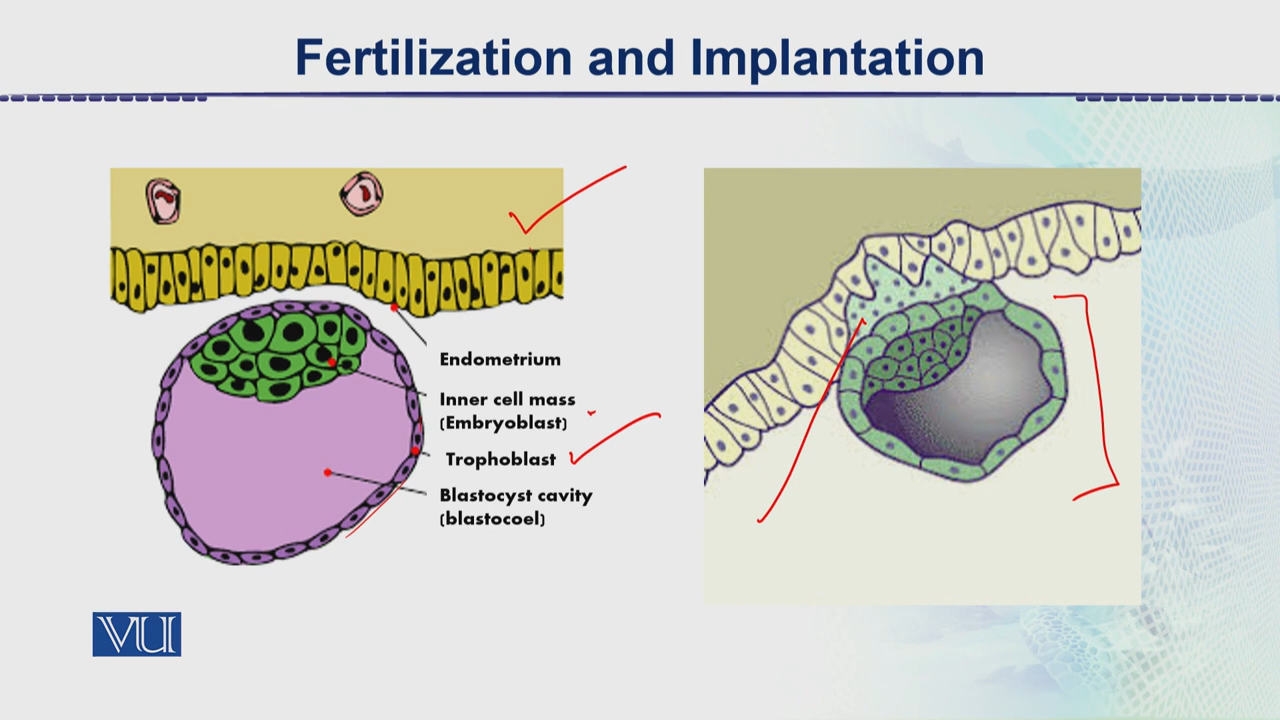 Fertilization and Implantation
Endometrium
Inner cell mass
(Embryoblast)
Trophoblast
Blastocyst cavity
(blastocoel)
VU